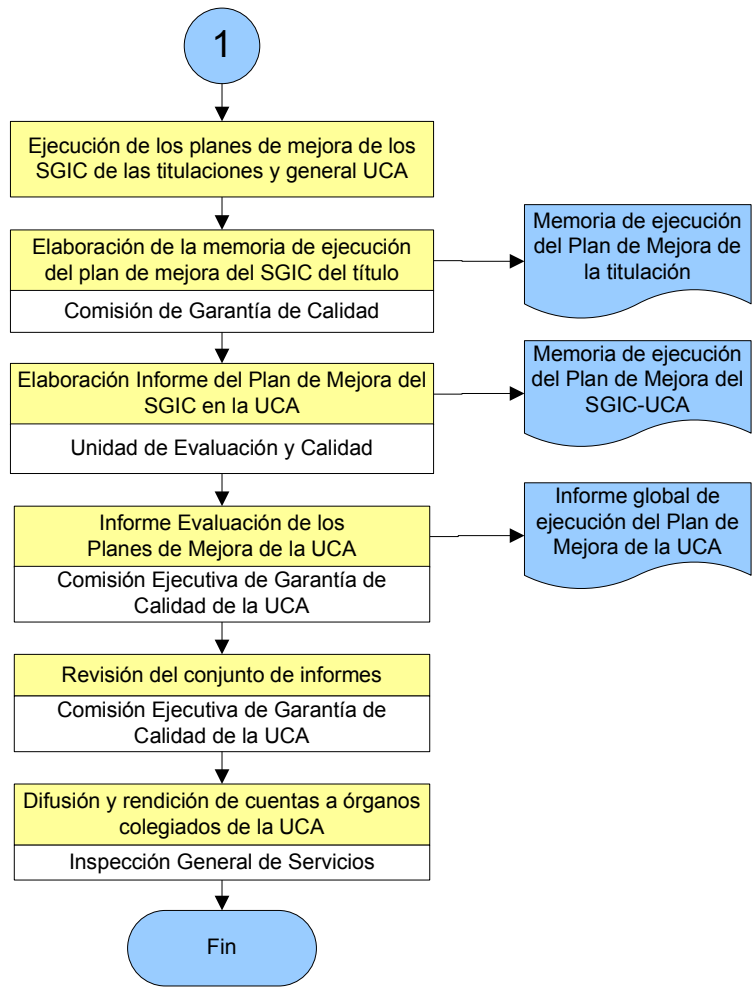 1
Ejecución de los planes de mejora de los
SGIC de las titulaciones y general UCA
Elaboración de la memoria de ejecución
del plan de mejora del SGIC del título
Comisión de Garantía de Calidad
Memoria de ejecución
del Plan de Mejora de
la titulación
Elaboración Informe del Plan de Mejora del
SGIC en la UCA
Unidad de Evaluación y Calidad
Memoria de ejecución
del Plan de Mejora del
SGIC-UCA
Informe Evaluación de los
Planes de Mejora de la UCA
Comisión Ejecutiva de Garantía de
Calidad de la UCA
Informe global de
ejecución del Plan de
Mejora de la UCA
Revisión del conjunto de informes
Comisión Ejecutiva de Garantía de
Calidad de la UCA
Difusión y rendición de cuentas a órganos
colegiados de la UCA
Inspección General de Servicios
Fin